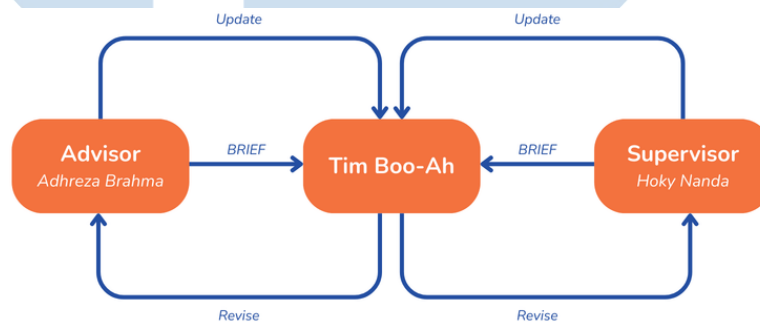 Update
Update
Advisor
Adhreza Brahma
BRIEF
Tim Boo-Ah
BRIEF
Supervisor
Hoky Nanda
Revise
Revise